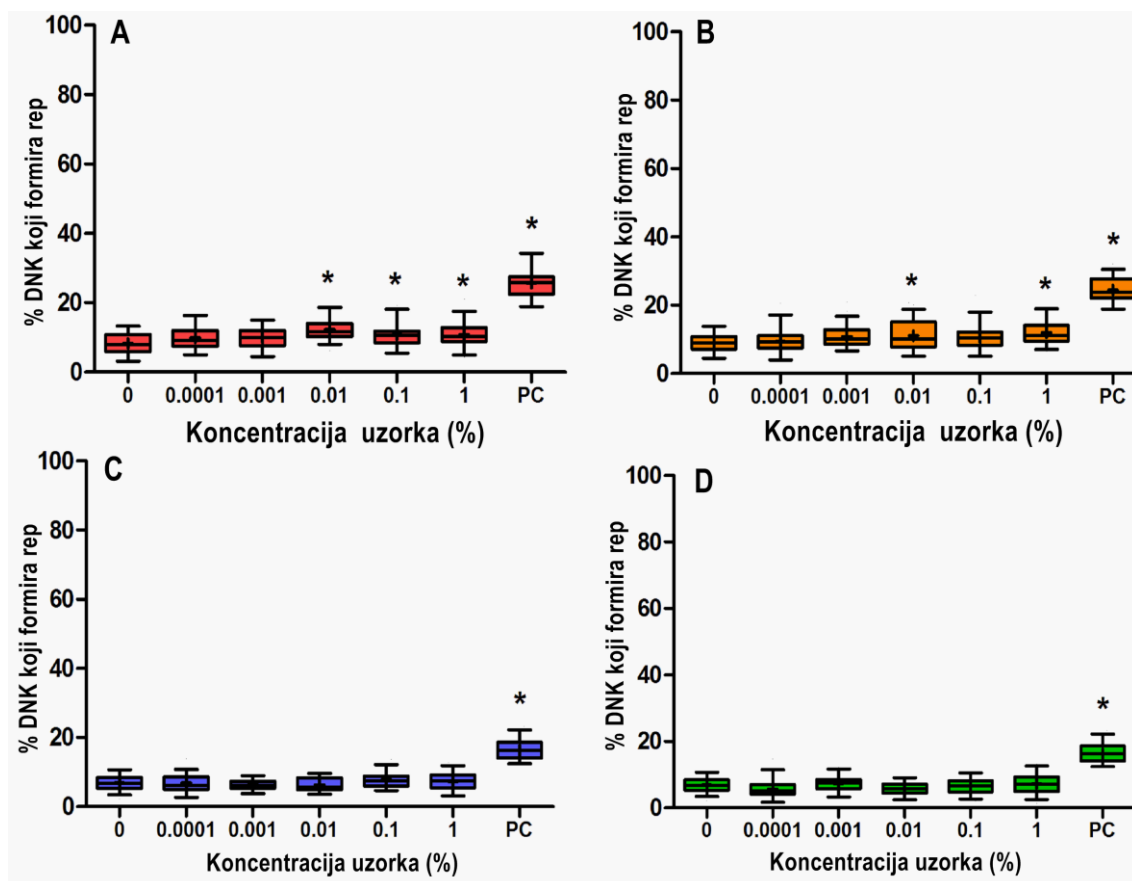 A
% DNK koji formira rep
100
80
60
40
20
0
*
*
*
*
0 0.0001 0.001 0.01 0.1 1 PC
Koncentracija uzorka (%)
B
% DNK koji formira rep
100
80
60
40
20
0
*
*
*
0 0.0001 0.001 0.01 0.1 1 PC
Koncentracija uzorka (%)
C
% DNK koji formira rep
100
80
60
40
20
0
*
0 0.0001 0.001 0.01 0.1 1 PC
Koncentracija uzorka (%)
D
% DNK koji formira rep
100
80
60
40
20
0
*
0 0.0001 0.001 0.01 0.1 1 PC
Koncentracija uzorka (%)